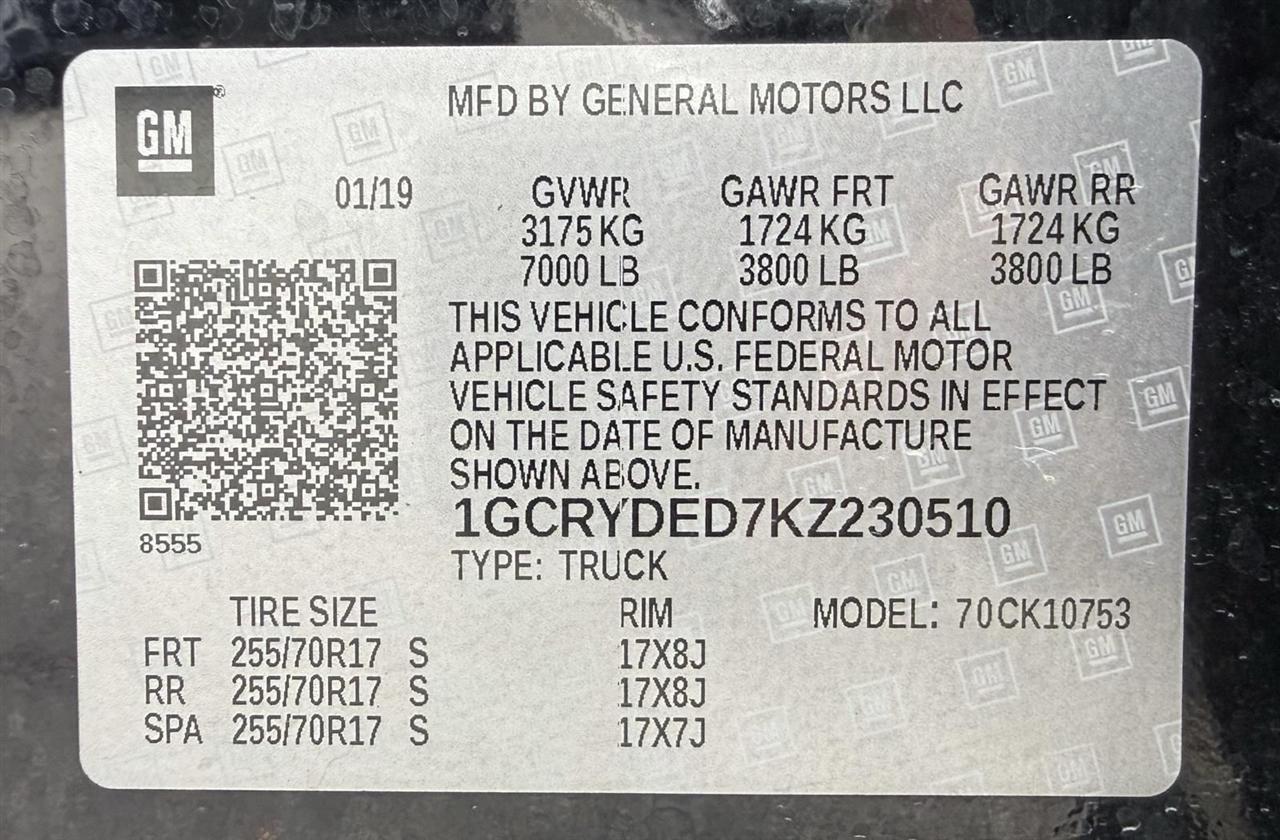 GM®
MFD BY GENERAL MOTORS LLC
01/19 GVWR GAWR FRT GAWR RR
3175 KG 1724 KG 1724 KG
7000 LB 3800 LB 3800 LB
THIS VEHICLE CONFORMS TO ALL
APPLICABLE U.S. FEDERAL MOTOR
VEHICLE SAFETY STANDARDS IN EFFECT
ON THE DATE OF MANUFACTURE
SHOWN ABOVE.
1GCRYDED7KZ230510
8555
TYPE: TRUCK
TIRE SIZE RIM MODEL: 70CK10753
FRT 255/70R17 S 17X8J
RR 255/70R17 S 17X8J
SPA 255/70R17 S 17X7J